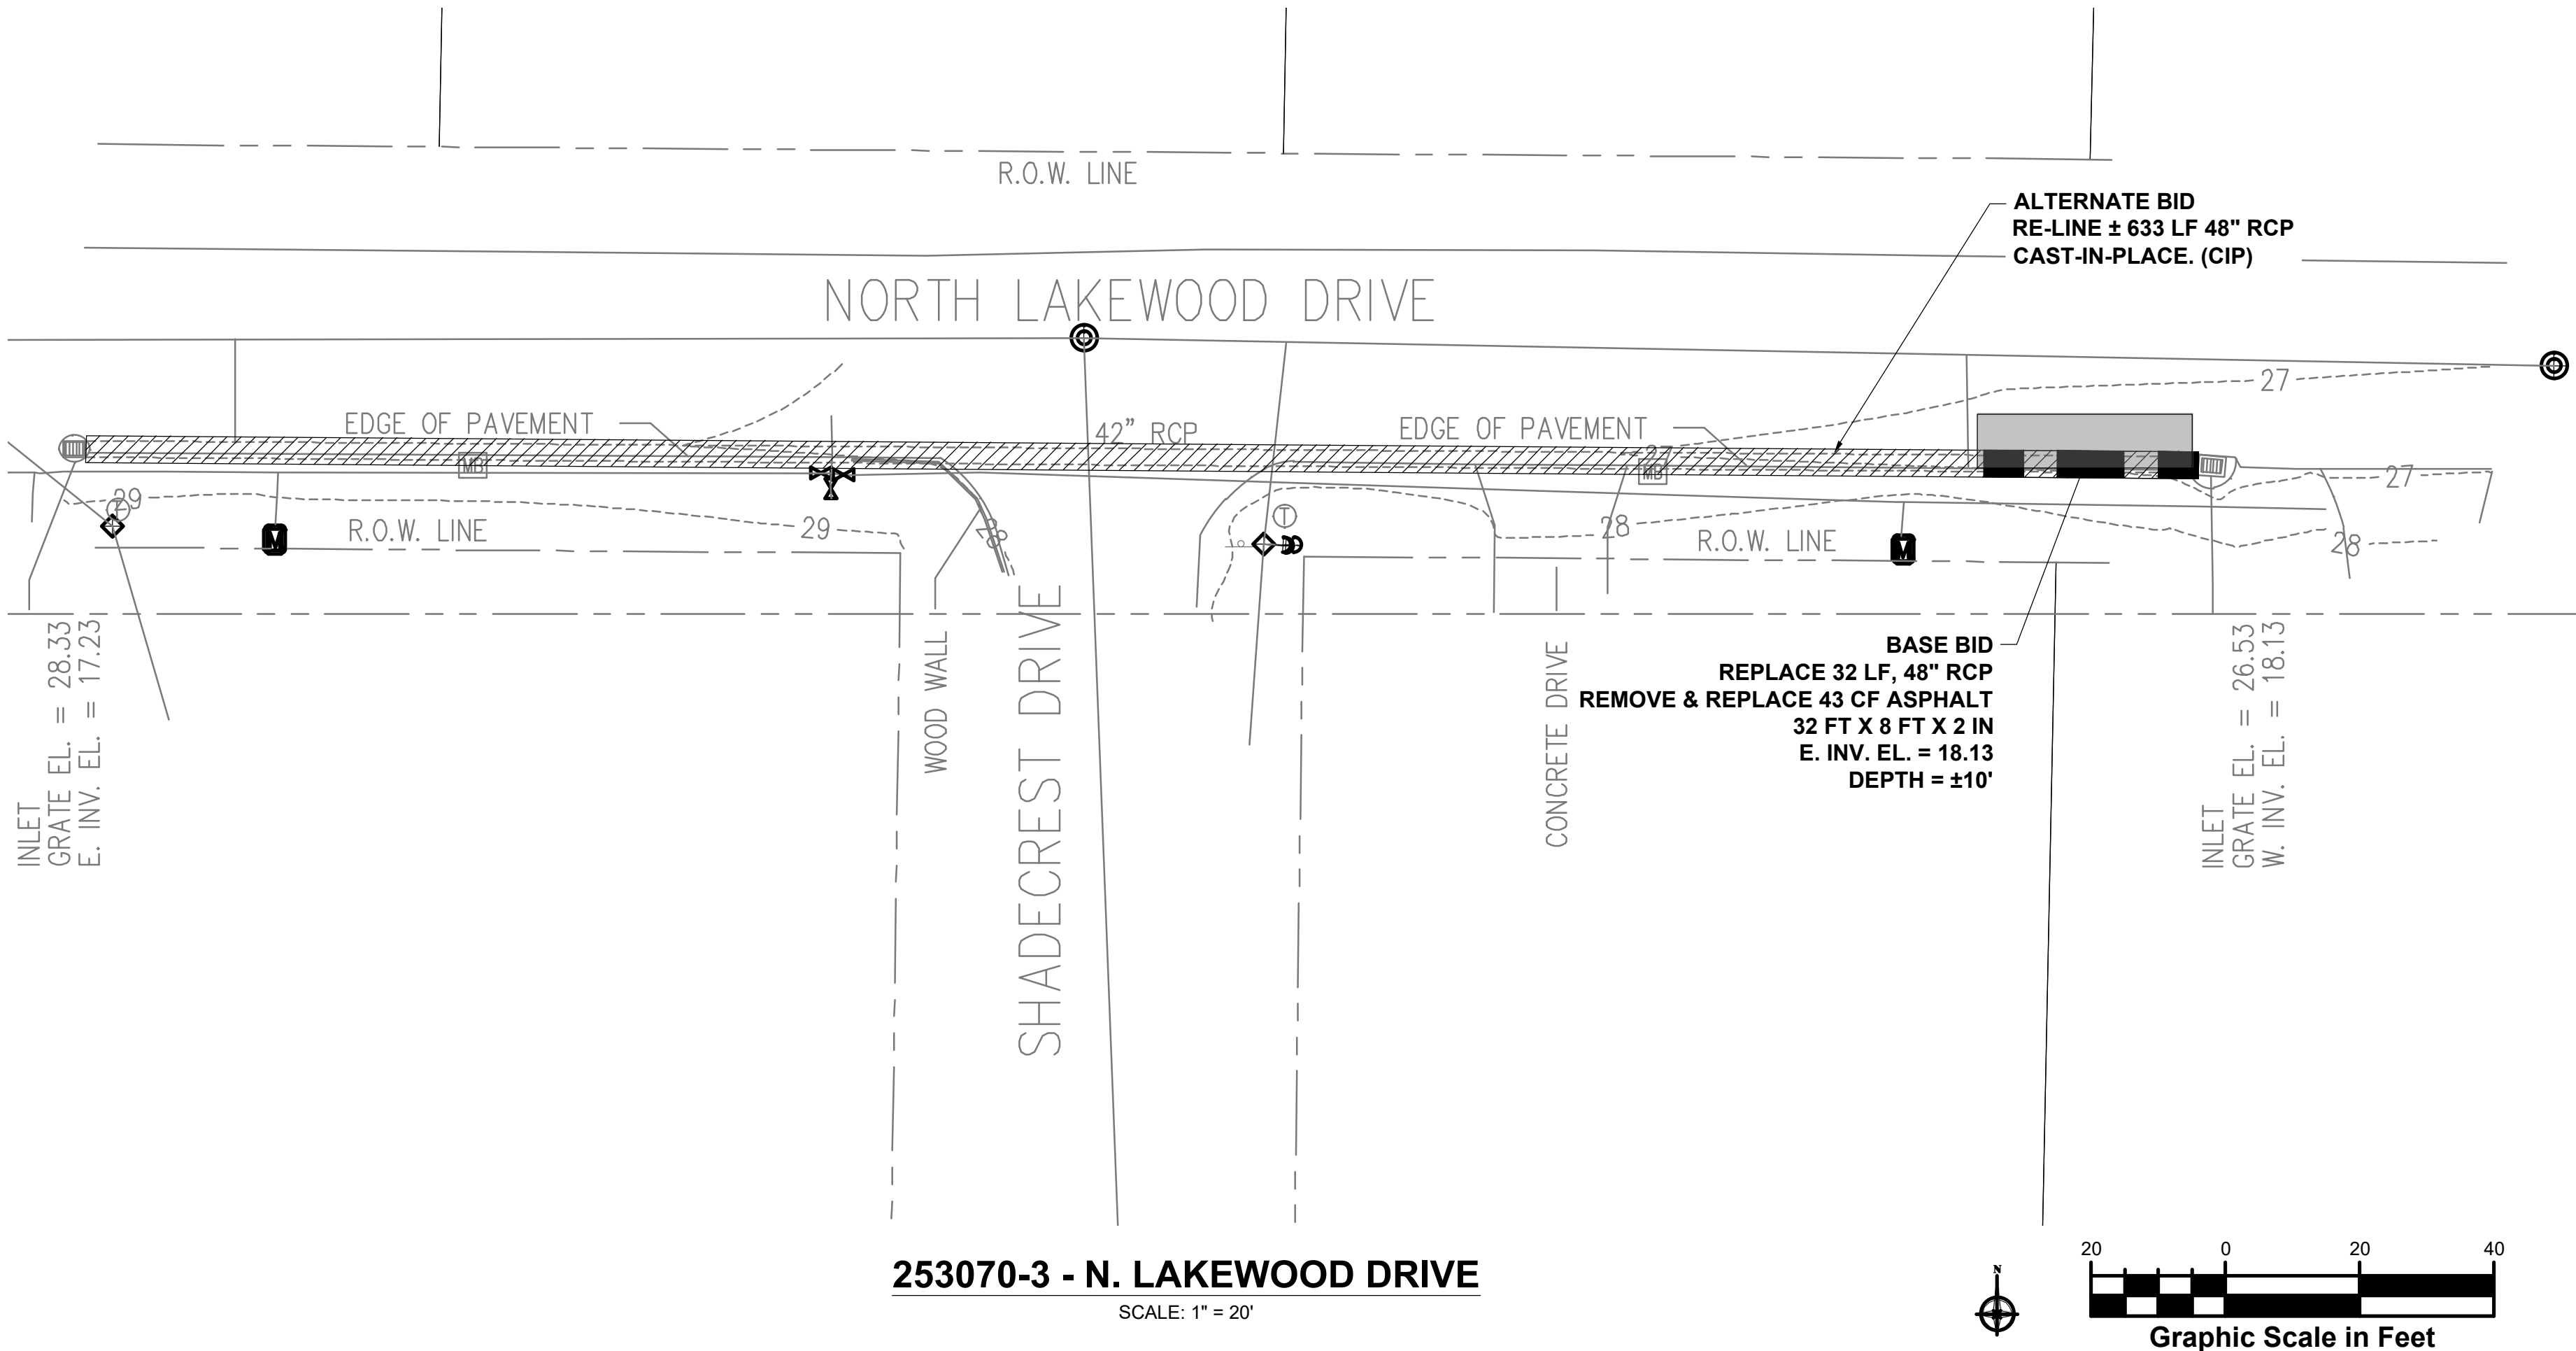 R.O.W. LINE
ALTERNATE BID
RE-LINE ± 633 LF 48" RCP
CAST-IN-PLACE. (CIP)
NORTH LAKEWOOD DRIVE
27
EDGE OF PAVEMENT
42" RCP
EDGE OF PAVEMENT
27
MB
MB
27
29
29
R.O.W. LINE
28
T
28
R.O.W. LINE
28
M
M
INLET
GRATE EL. = 28.33
E. INV. EL. = 17.23
WOOD WALL
SHADECREST DRIVE
CONCRETE DRIVE
BASE BID
REPLACE 32 LF, 48" RCP
REMOVE & REPLACE 43 CF ASPHALT
32 FT X 8 FT X 2 IN
E. INV. EL. = 18.13
DEPTH = ±10'
INLET
GRATE EL. = 26.53
W. INV. EL. = 18.13
253070-3 - N. LAKEWOOD DRIVE
SCALE: 1" = 20'
N
20 0 20 40
Graphic Scale in Feet